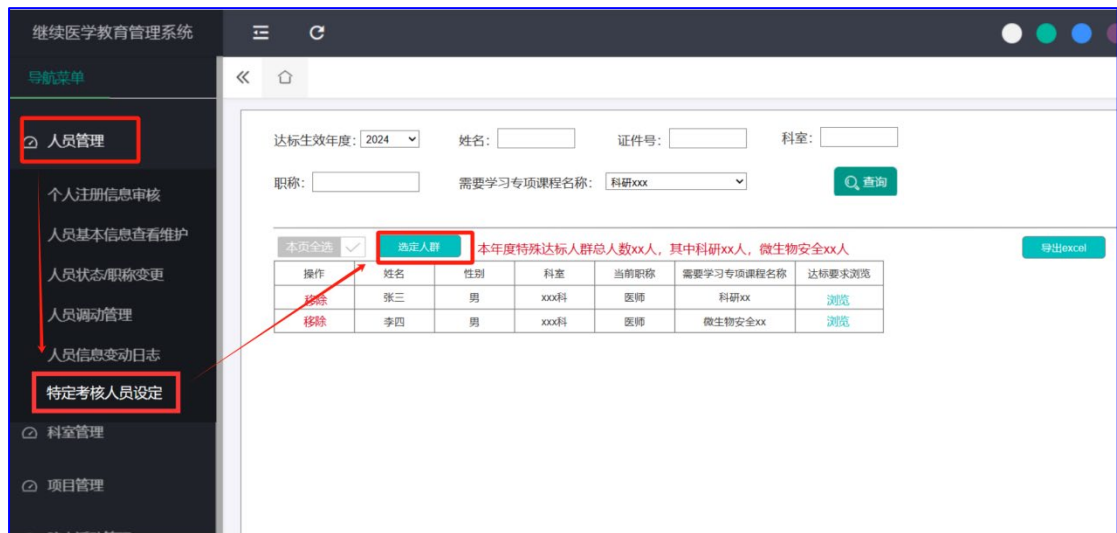 继续医学教育管理系统
导航菜单
人员管理
个人注册信息审核
人员基本信息查看维护
人员状态/职称变更
人员调动管理
人员信息变动日志
特定考核人员设定
科室管理
项目管理
达标生效年度: 2024 姓名: 证件号: 科室:
职称: 需要学习专项课程名称: 科研xxx 查询
本页全选 选定人群 本年度特殊达标人群总人数xx人，其中科研xx人，微生物安全xx人 导出excel
操作 姓名 性别 科室 当前职称 需要学习专项课程名称 达标要求浏览
移除 张三 男 xxx科 医师 科研xx 浏览
移除 李四 男 xxx科 医师 微生物安全xx 浏览